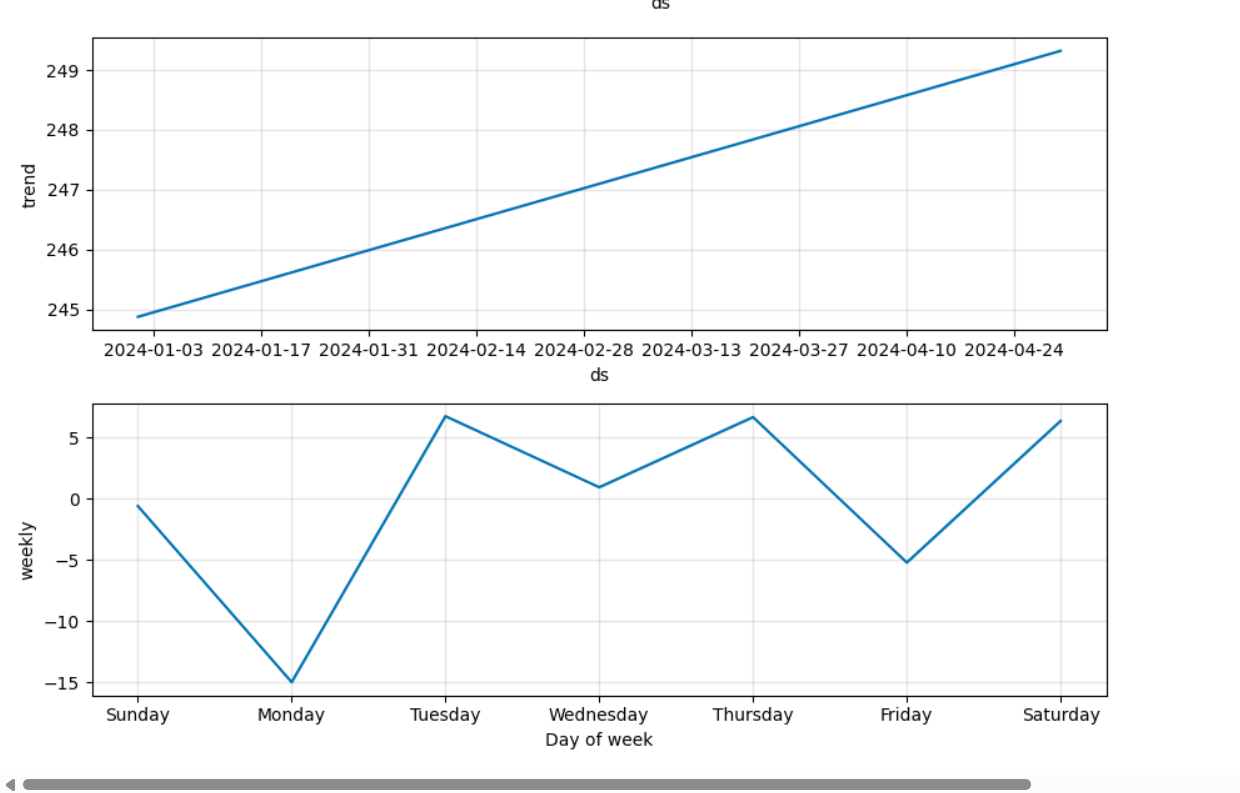 ds
249
248
247
246
245
trend
2024-01-03 2024-01-17 2024-01-31 2024-02-14 2024-02-28 2024-03-13 2024-03-27 2024-04-10 2024-04-24
ds
5
0
−5
−10
−15
weekly
Sunday Monday Tuesday Wednesday Thursday Friday Saturday
Day of week